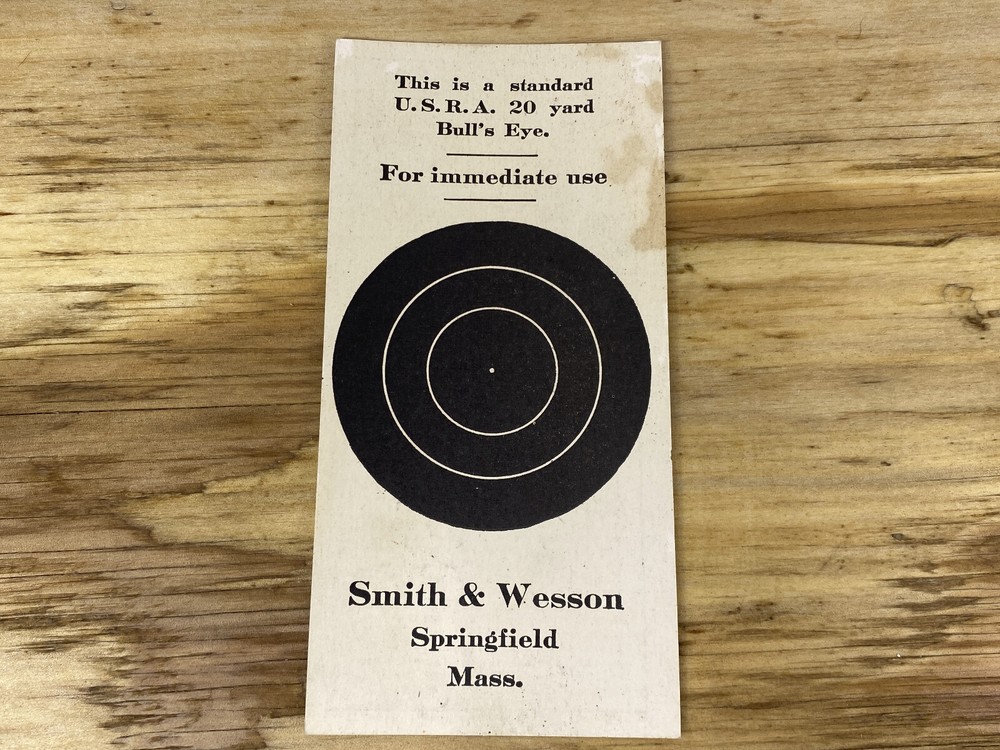 This is a standard
U.S.R.A. 20 yard
Bull's Eye.
For immediate use
Smith & Wesson
Springfield
Mass.